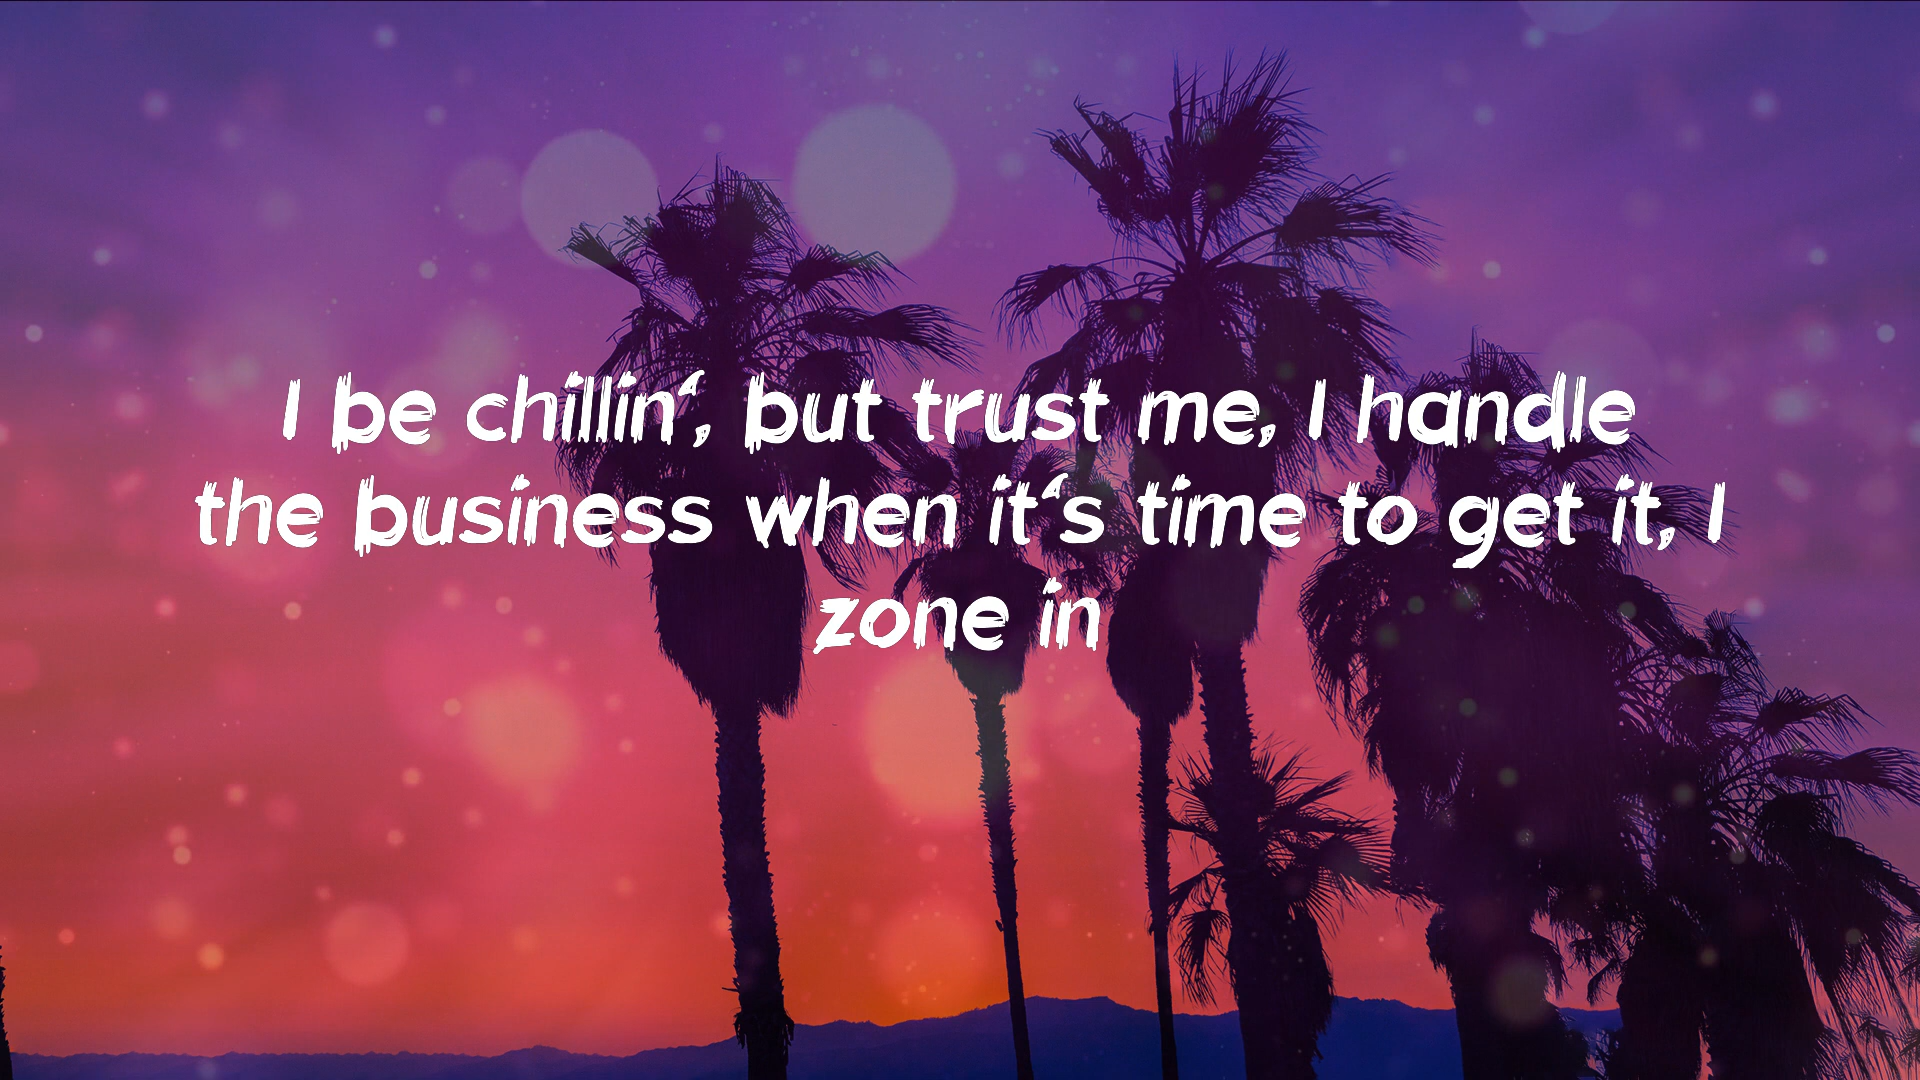 I be chillin‘, but trust me, I handle
the business when it‘s time to get it, I
zone in